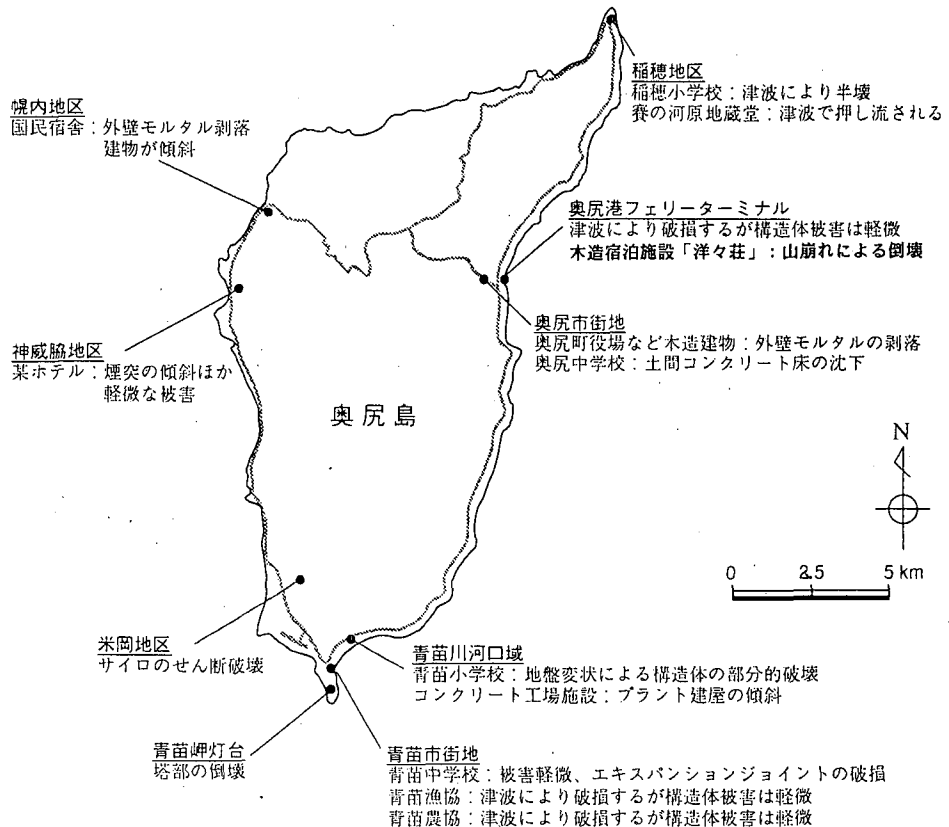 稲穂地区
稲穂小学校：津波により半壊
賽の河原地蔵堂：津波で押し流される
幌内地区
国民宿舎：外壁モルタル剥落
建物が傾斜
奥尻港フェリーターミナル
津波により破損するが構造体被害は軽微
木造宿泊施設「洋々荘」：山崩れによる倒壊
奥尻市街地
奥尻町役場など木造建物：外壁モルタルの剥落
奥尻中学校：土間コンクリート床の沈下
神威脇地区
某ホテル：煙突の傾斜ほか
軽微な被害
奥尻島
N
0 2.5 5 km
米岡地区
サイロのせん断破壊
青苗川河口域
青苗小学校：地盤変状による構造体の部分的破壊
コンクリート工場施設：プラント建屋の傾斜
青苗岬灯台
塔部の倒壊
青苗市街地
青苗中学校：被害軽微、エキスパンションジョイントの破損
青苗漁協：津波により破損するが構造体被害は軽微
青苗農協：津波により破損するが構造体被害は軽微